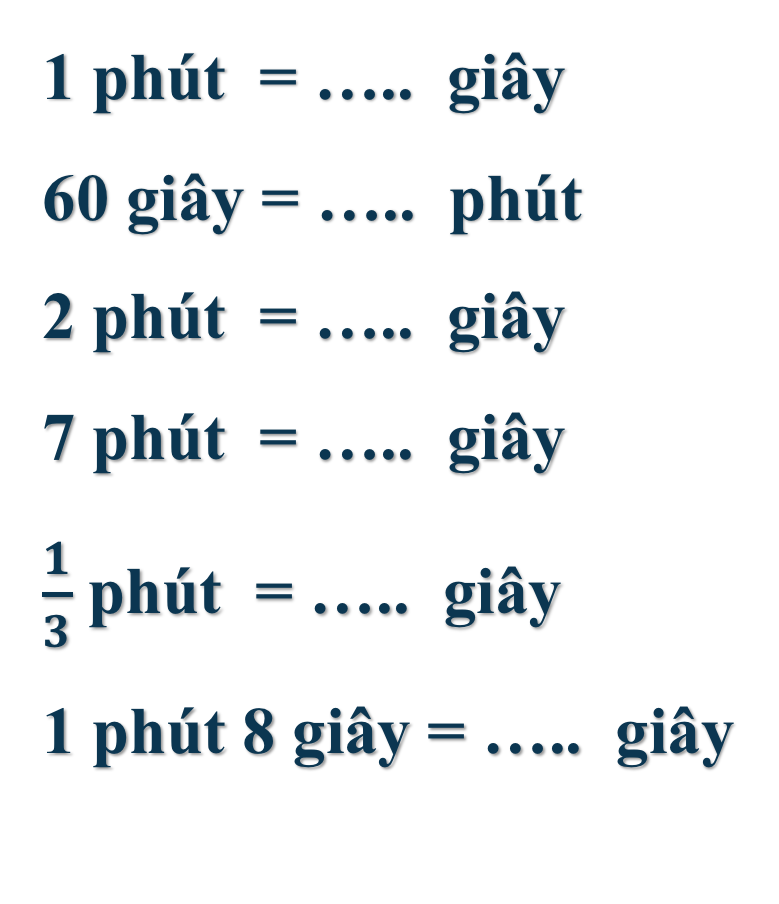 1 phút = ….. giây
60 giây = ….. phút
2 phút = ….. giây
7 phút = ….. giây
1/3 phút = ….. giây
1 phút 8 giây = ….. giây